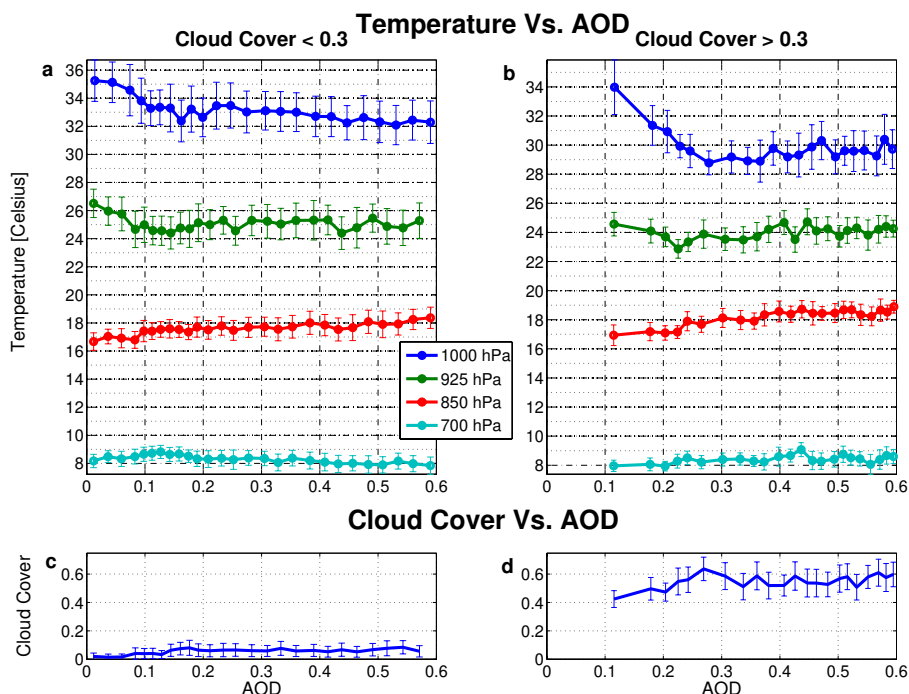 Temperature Vs. AOD
Cloud Cover < 0.3
Cloud Cover > 0.3
a
b
Temperature [Celsius]
36
34
32
30
28
26
24
22
20
18
16
14
12
10
8
0 0.1 0.2 0.3 0.4 0.5 0.6
34
32
30
28
26
24
22
20
18
16
14
12
10
8
0 0.1 0.2 0.3 0.4 0.5 0.6
1000 hPa
925 hPa
850 hPa
700 hPa
Cloud Cover Vs. AOD
c
d
Cloud Cover
0.6
0.4
0.2
0
0 0.1 0.2 0.3 0.4 0.5 0.6
AOD
0.6
0.4
0.2
0
0 0.1 0.2 0.3 0.4 0.5 0.6
AOD